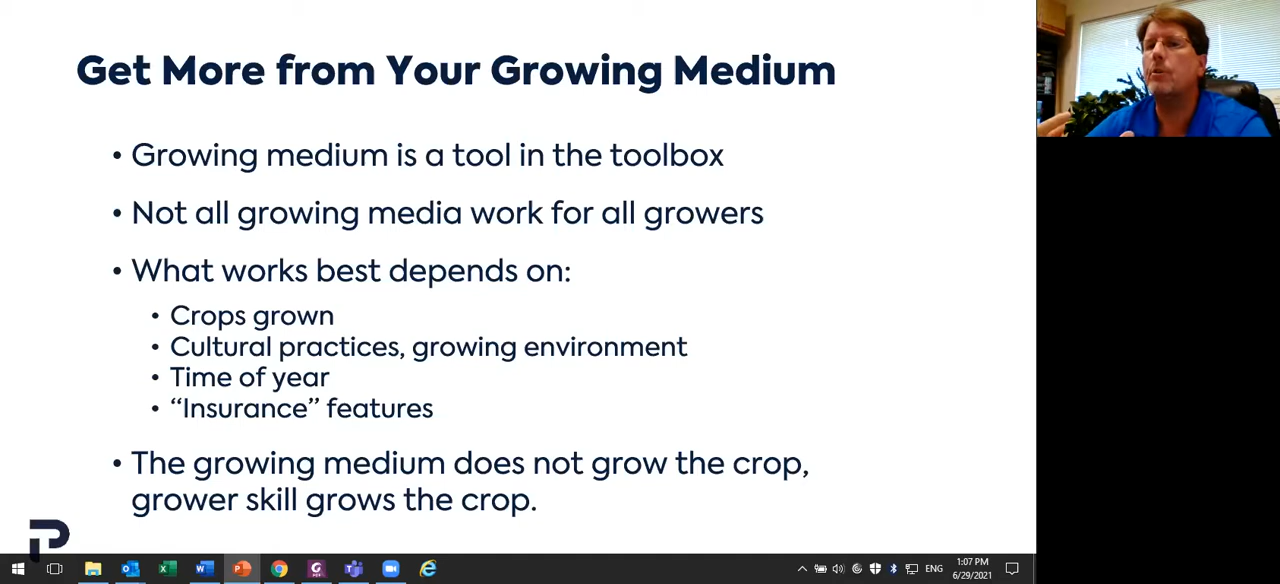 Get More from Your Growing Medium
• Growing medium is a tool in the toolbox
• Not all growing media work for all growers
• What works best depends on:
• Crops grown
• Cultural practices, growing environment
• Time of year
• “Insurance” features
• The growing medium does not grow the crop,
grower skill grows the crop.
ENG
1:07 PM
6/29/2021